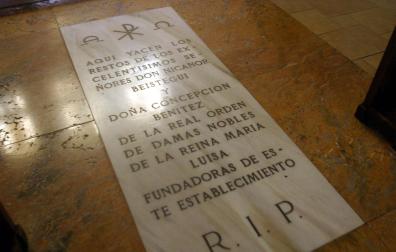 Ω ☧ Ω
AQUI YACEN LOS
RESTOS DE LOS EX-
CELENTISIMOS SE-
ÑORES DON NICANOR
BEISTEGUI
Y
DOÑA CONCEPCION
BENITEZ
DE LA REAL ORDEN
DE DAMAS NOBLES
DE LA REINA MARIA
LUISA
FUNDADORAS DE ES-
TE ESTABLECIMIENTO
R. I. P.